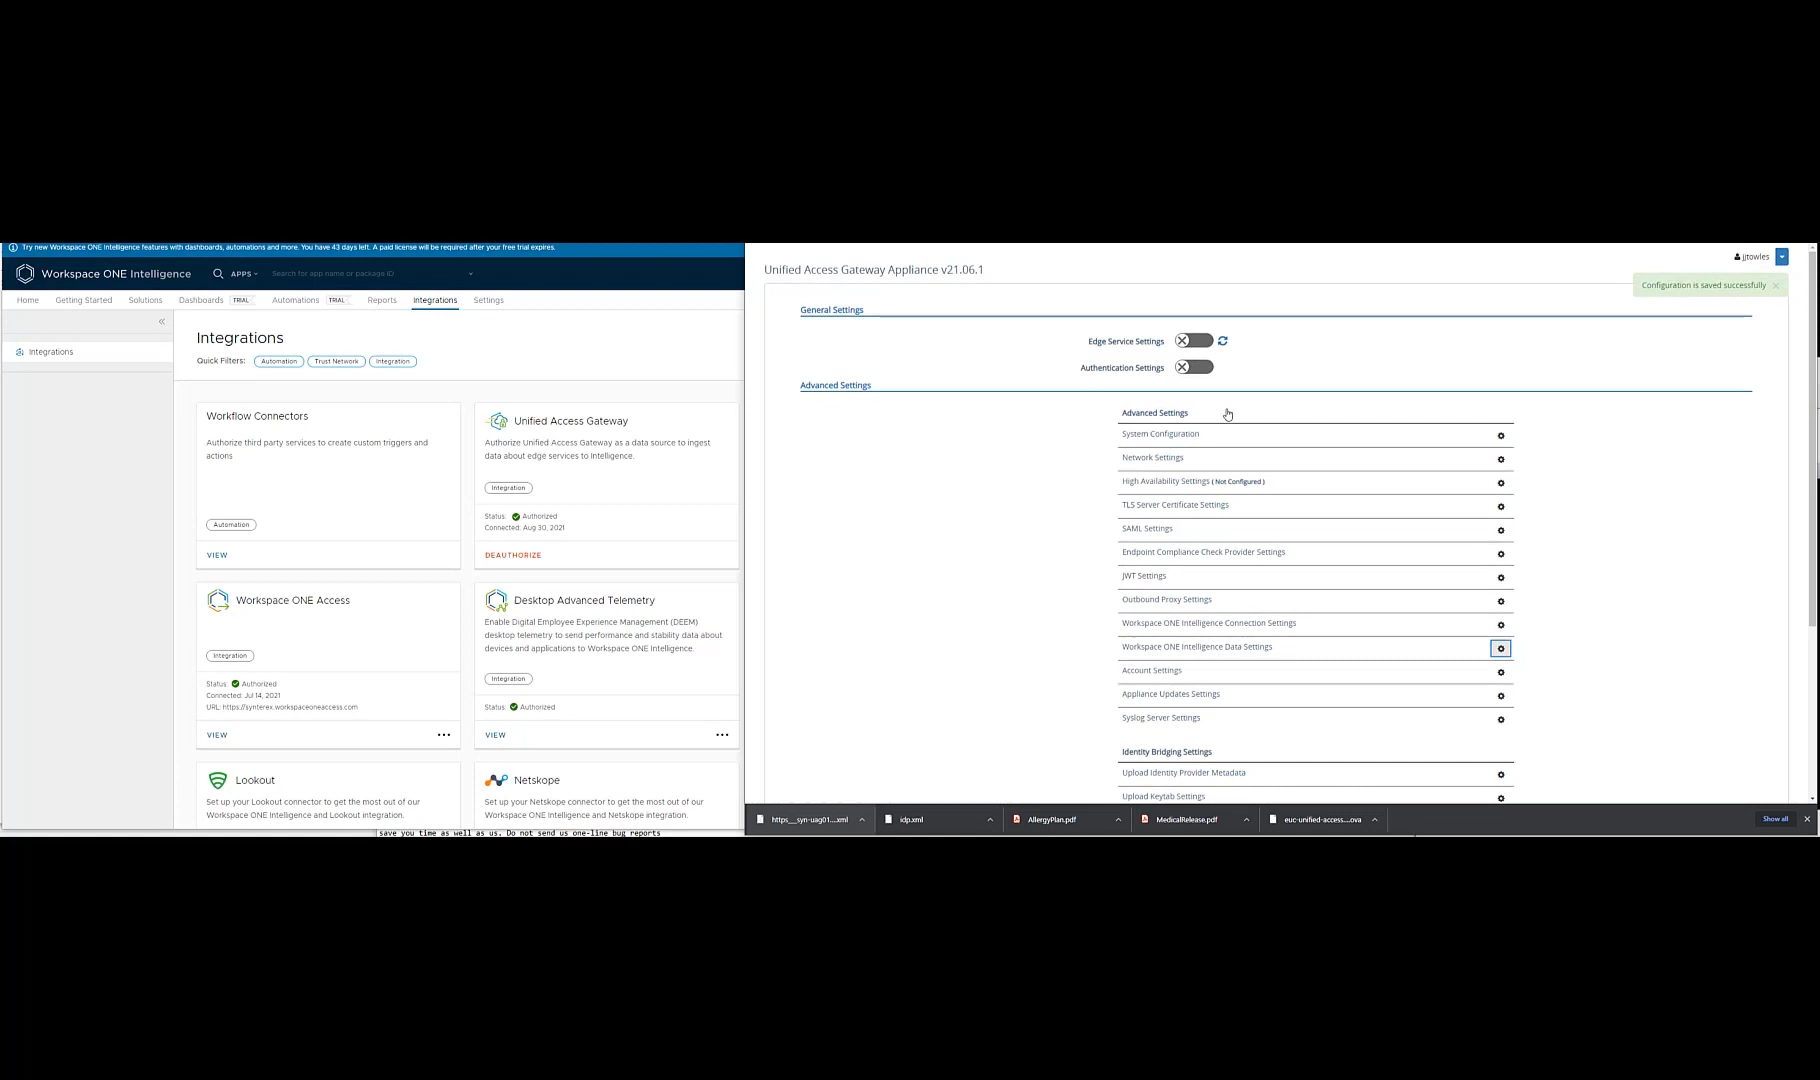 Try new Workspace ONE Intelligence features with dashboards, automations and more. You have 43 days left. A paid license will be required after your free trial expires.
Workspace ONE Intelligence
APPS
Search for app name or package ID
Home
Getting Started
Solutions
Dashboards
TRIAL
Automations
TRIAL
Reports
Integrations
Settings
Integrations
Integrations
Quick Filters:
Automation
Trust Network
Integration
Workflow Connectors
Authorize third party services to create custom triggers and
actions
Automation
VIEW
Unified Access Gateway
Authorize Unified Access Gateway as a data source to ingest
data about edge services to Intelligence.
Integration
Status: Authorized
Connected: Aug 30, 2021
DEAUTHORIZE
Workspace ONE Access
Integration
Status: Authorized
Connected: Jul 14, 2021
URL: https://synterex.workspaceoneaccess.com
VIEW
Desktop Advanced Telemetry
Enable Digital Employee Experience Management (DEEM)
desktop telemetry to send performance and stability data about
devices and applications to Workspace ONE Intelligence.
Integration
Status: Authorized
VIEW
Lookout
Set up your Lookout connector to get the most out of our
Workspace ONE Intelligence and Lookout integration.
Netskope
Set up your Netskope connector to get the most out of our
Workspace ONE Intelligence and Netskope integration.
save you time as well as us. Do not send us one-line bug reports
jjtowles
Unified Access Gateway Appliance v21.06.1
Configuration is saved successfully
General Settings
Edge Service Settings
Authentication Settings
Advanced Settings
Advanced Settings
System Configuration
Network Settings
High Availability Settings ( Not Configured )
TLS Server Certificate Settings
SAML Settings
Endpoint Compliance Check Provider Settings
JWT Settings
Outbound Proxy Settings
Workspace ONE Intelligence Connection Settings
Workspace ONE Intelligence Data Settings
Account Settings
Appliance Updates Settings
Syslog Server Settings
Identity Bridging Settings
Upload Identity Provider Metadata
Upload Keytab Settings
https__syn-uag01....xml
idp.xml
AllergyPlan.pdf
MedicalRelease.pdf
euc-unified-access....ova
Show all